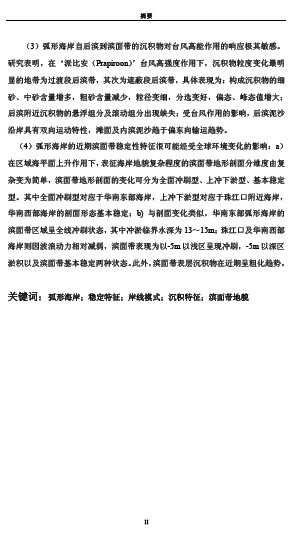 摘要
（3）弧形海岸自后滨到滨面带的沉积物对台风高能作用的响应极其敏感。
研究表明，在‘派比安（Prapiroon）’台风高强度作用下，沉积物粒度变化最明
显的地带为过渡段后滨带，其次为遮蔽段后滨带，具体表现为：构成沉积物的细
砂、中砂含量增多，粗砂含量减少，粒径变细，分选变好，偏态、峰态值增大；
后滨附近沉积物的悬浮组分及滚动组分出现缺失；受台风作用的影响，后滨泥沙
沿岸具有双向运动特性，滩面及内滨泥沙趋于偏东向输运趋势。
（4）弧形海岸的近期滨面带稳定性特征很可能经受全球环境变化的影响：a）
在区域海平面上升作用下，表征海岸地貌复杂程度的滨面带地形剖面分维度由复
杂变为简单，滨面带地形剖面的变化可分为全面冲刷型、上冲下淤型、基本稳定
型。其中全面冲刷型对应于华南东部海岸，上冲下淤型对应于珠江口附近海岸，
华南西部海岸的剖面形态基本稳定；b) 与剖面变化类似，华南东部弧形海岸的
滨面带区域呈全线冲刷状态，其中冲淤临界水深为 13～15m；珠江口及华南西部
海岸则因波浪动力相对减弱，滨面带表现为以-5m 以浅区呈现冲刷，-5m 以深区
淤积以及滨面带基本稳定两种状态。此外，滨面带表层沉积物在近期呈粗化趋势。
关键词：弧形海岸；稳定特征；岸线模式；沉积特征；滨面带地貌
II